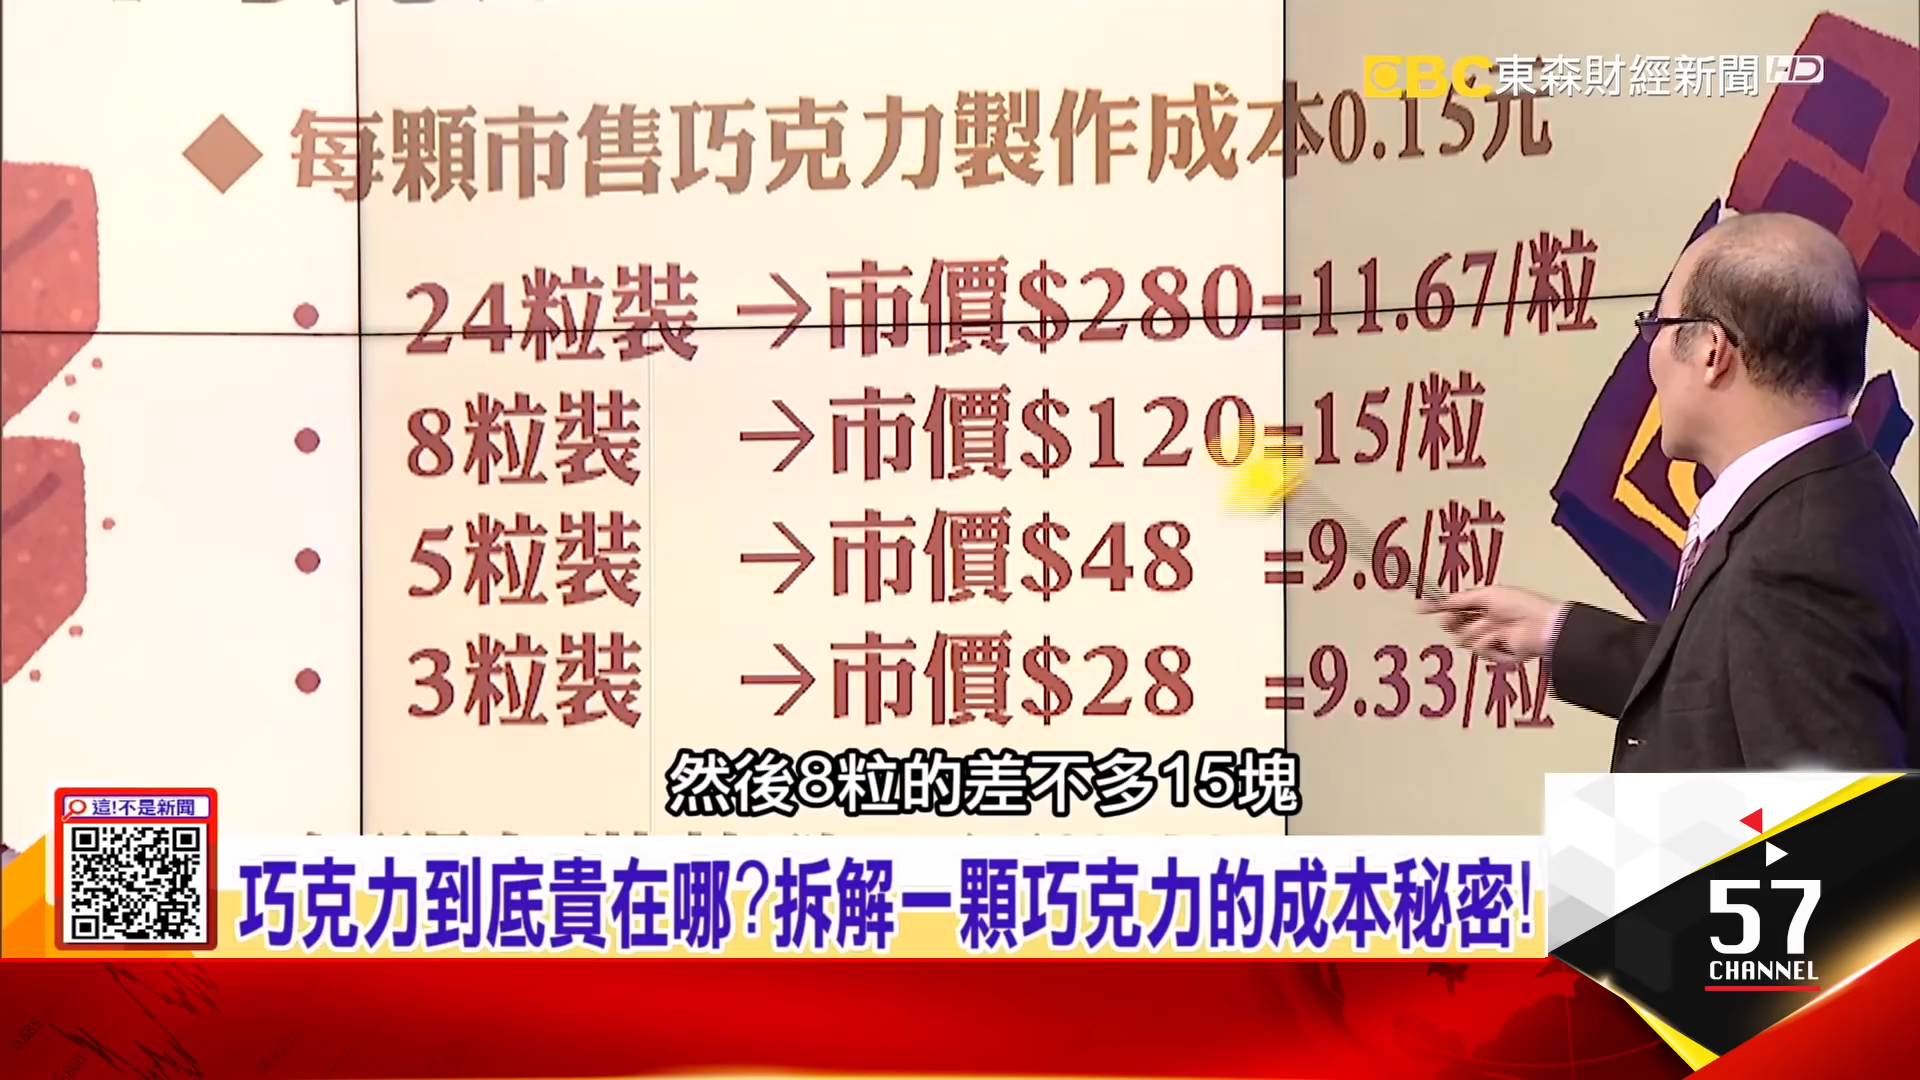 EBC東森財經新聞HD
◆每顆市售巧克力製作成本0.15元
• 24粒裝 →市價$280=11.67/粒
• 8粒裝 →市價$120=15/粒
• 5粒裝 →市價$48 =9.6/粒
• 3粒裝 →市價$28 =9.33/粒
然後8粒的差不多15塊
這!不是新聞
巧克力到底貴在哪?拆解一顆巧克力的成本秘密!
57
CHANNEL